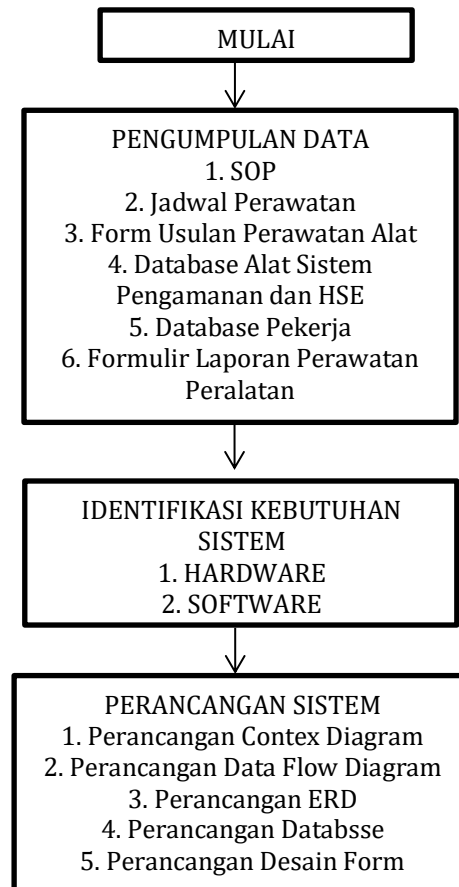 MULAI
PENGUMPULAN DATA
1. SOP
2. Jadwal Perawatan
3. Form Usulan Perawatan Alat
4. Database Alat Sistem
Pengamanan dan HSE
5. Database Pekerja
6. Formulir Laporan Perawatan
Peralatan
IDENTIFIKASI KEBUTUHAN
SISTEM
1. HARDWARE
2. SOFTWARE
PERANCANGAN SISTEM
1. Perancangan Contex Diagram
2. Perancangan Data Flow Diagram
3. Perancangan ERD
4. Perancangan Databsse
5. Perancangan Desain Form